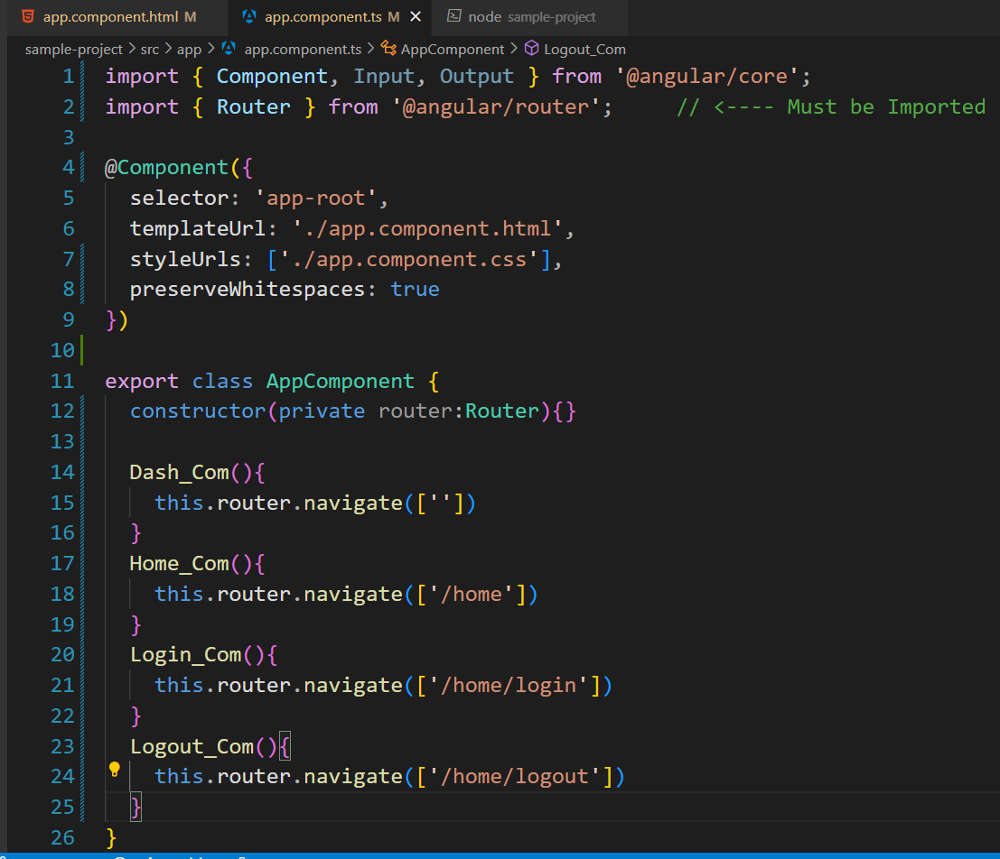 app.component.html M
app.component.ts M
node sample-project
sample-project > src > app > app.component.ts > AppComponent > Logout_Com
1 import { Component, Input, Output } from '@angular/core';
2 import { Router } from '@angular/router';     // <---- Must be Imported
3
4 @Component({
5   selector: 'app-root',
6   templateUrl: './app.component.html',
7   styleUrls: ['./app.component.css'],
8   preserveWhitespaces: true
9 })
10
11 export class AppComponent {
12   constructor(private router:Router){}
13
14   Dash_Com(){
15     this.router.navigate([''])
16   }
17   Home_Com(){
18     this.router.navigate(['/home'])
19   }
20   Login_Com(){
21     this.router.navigate(['/home/login'])
22   }
23   Logout_Com(){
24     this.router.navigate(['/home/logout'])
25   }
26 }